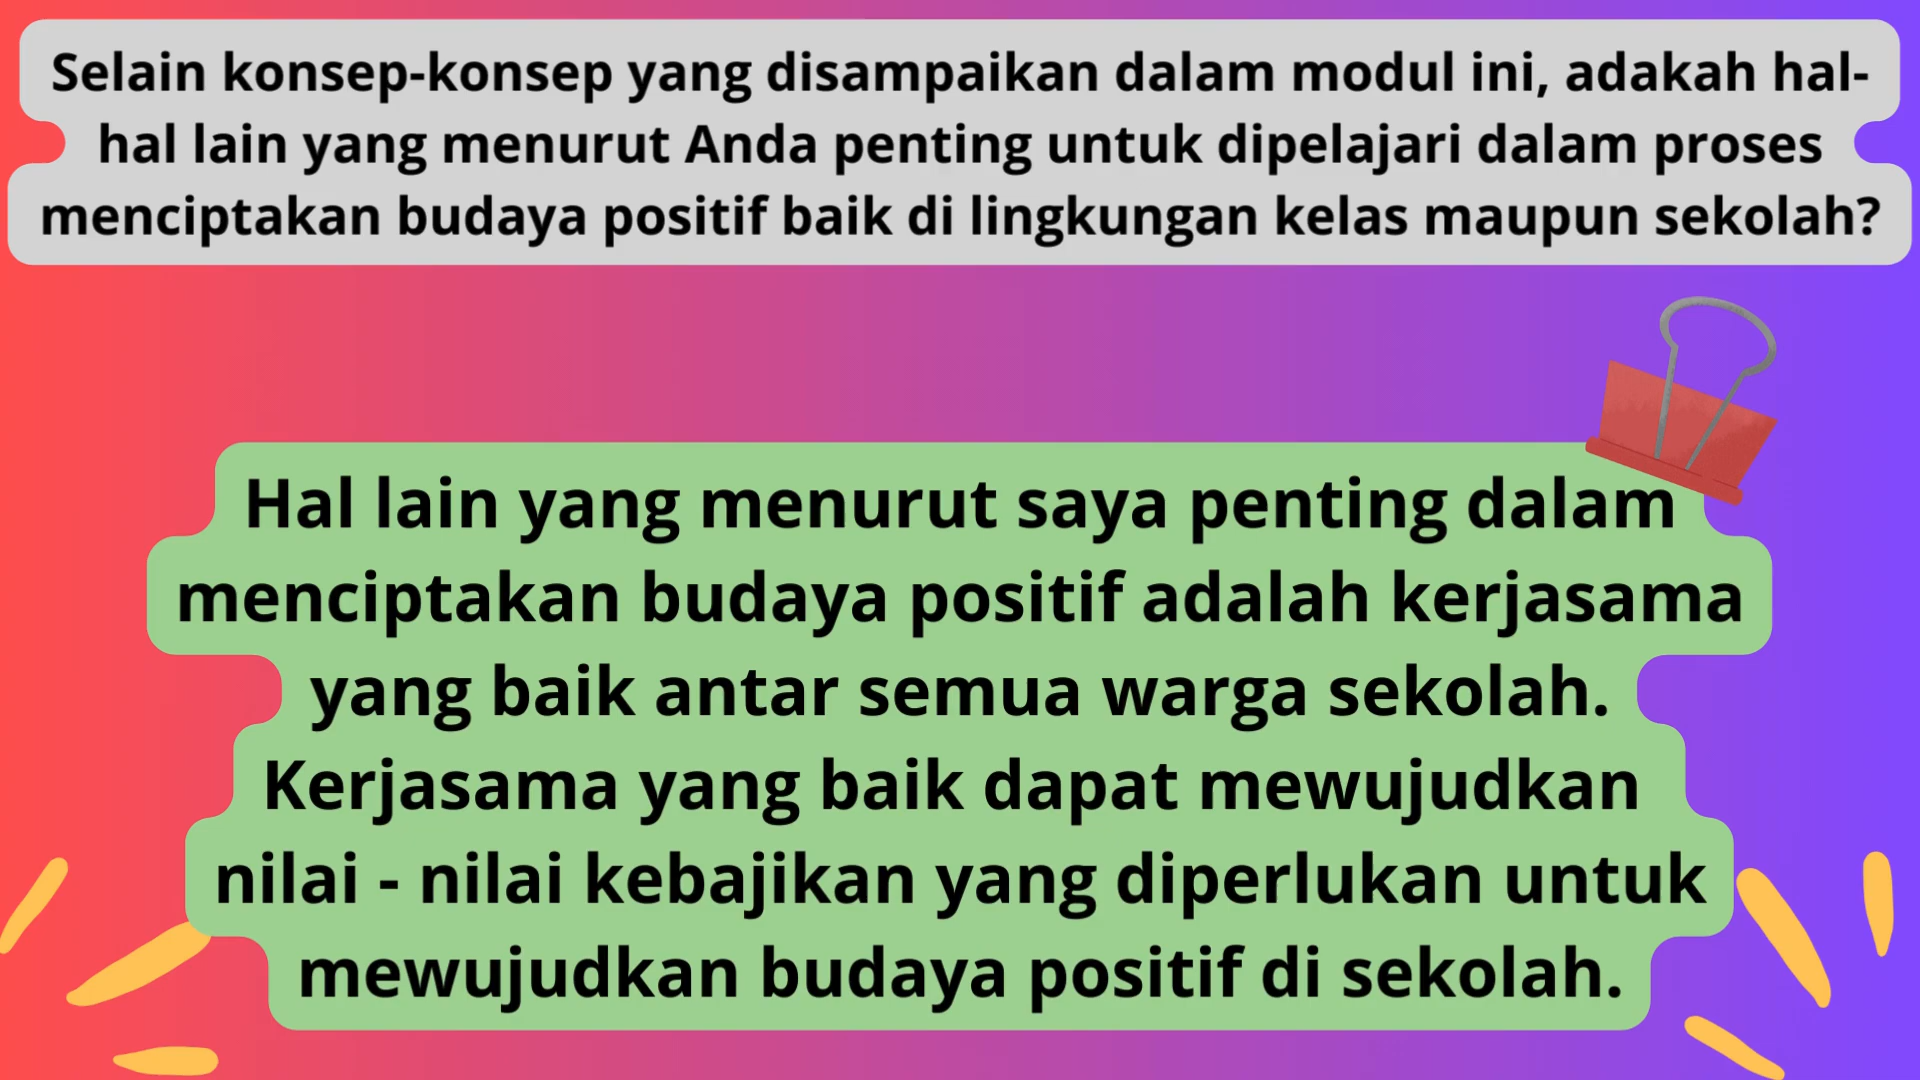 Selain konsep-konsep yang disampaikan dalam modul ini, adakah hal-
hal lain yang menurut Anda penting untuk dipelajari dalam proses
menciptakan budaya positif baik di lingkungan kelas maupun sekolah?
Hal lain yang menurut saya penting dalam
menciptakan budaya positif adalah kerjasama
yang baik antar semua warga sekolah.
Kerjasama yang baik dapat mewujudkan
nilai - nilai kebajikan yang diperlukan untuk
mewujudkan budaya positif di sekolah.